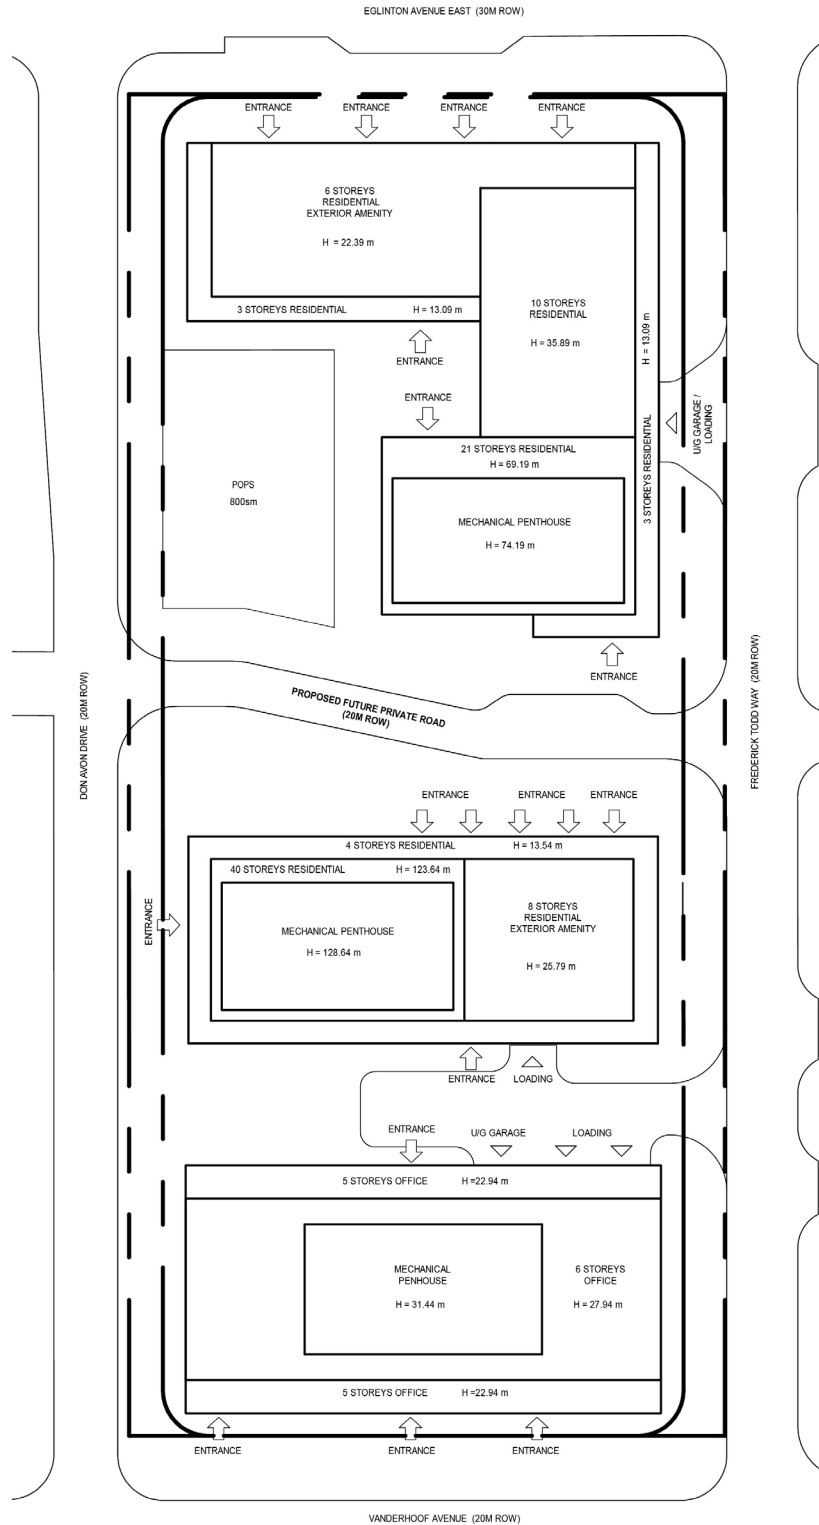 EGLINTON AVENUE EAST (30M ROW)
ENTRANCE
ENTRANCE
ENTRANCE
ENTRANCE
6 STOREYS
RESIDENTIAL
EXTERIOR AMENITY
H = 22.39 m
3 STOREYS RESIDENTIAL H = 13.09 m
10 STOREYS
RESIDENTIAL
H = 35.89 m
H = 13.09 m
3 STOREYS RESIDENTIAL
ENTRANCE
ENTRANCE
U/G GARAGE /
LOADING
21 STOREYS RESIDENTIAL
H = 69.19 m
MECHANICAL PENTHOUSE
H = 74.19 m
POPS
800sm
ENTRANCE
PROPOSED FUTURE PRIVATE ROAD
(20M ROW)
DON AVON DRIVE (20M ROW)
FREDERICK TODD WAY (20M ROW)
ENTRANCE
ENTRANCE
ENTRANCE
4 STOREYS RESIDENTIAL H = 13.54 m
40 STOREYS RESIDENTIAL H = 123.64 m
MECHANICAL PENTHOUSE
H = 128.64 m
8 STOREYS
RESIDENTIAL
EXTERIOR AMENITY
H = 25.79 m
ENTRANCE
ENTRANCE
LOADING
ENTRANCE
U/G GARAGE
LOADING
5 STOREYS OFFICE H =22.94 m
MECHANICAL
PENHOUSE
H = 31.44 m
6 STOREYS
OFFICE
H = 27.94 m
5 STOREYS OFFICE H =22.94 m
ENTRANCE
ENTRANCE
ENTRANCE
VANDERHOOF AVENUE (20M ROW)